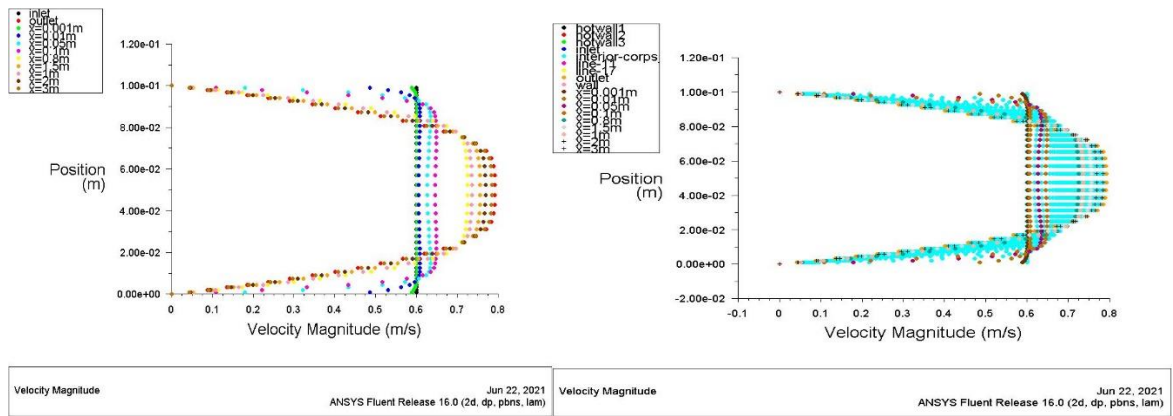 inlet
outlet
x=0.001m
x=0.01m
x=0.05m
x=0.1m
x=0.8m
x=1.5m
x=1m
x=2m
x=3m
1.20e-01
1.00e-01
8.00e-02
Position
(m)
6.00e-02
4.00e-02
2.00e-02
0.00e+00
0 0.1 0.2 0.3 0.4 0.5 0.6 0.7 0.8
Velocity Magnitude (m/s)
Velocity Magnitude
Jun 22, 2021
ANSYS Fluent Release 16.0 (2d, dp, pbns, lam)
hotwall1
hotwall2
hotwall3
inlet
interior-corps
line-11
line-17
outlet
wall
x=0.001m
x=0.01m
x=0.05m
x=0.1m
x=0.8m
x=1.5m
x=1m
x=2m
x=3m
1.20e-01
1.00e-01
8.00e-02
Position
(m)
6.00e-02
4.00e-02
2.00e-02
0.00e+00
-2.00e-02
-0.1 0 0.1 0.2 0.3 0.4 0.5 0.6 0.7 0.8
Velocity Magnitude (m/s)
Velocity Magnitude
Jun 22, 2021
ANSYS Fluent Release 16.0 (2d, dp, pbns, lam)